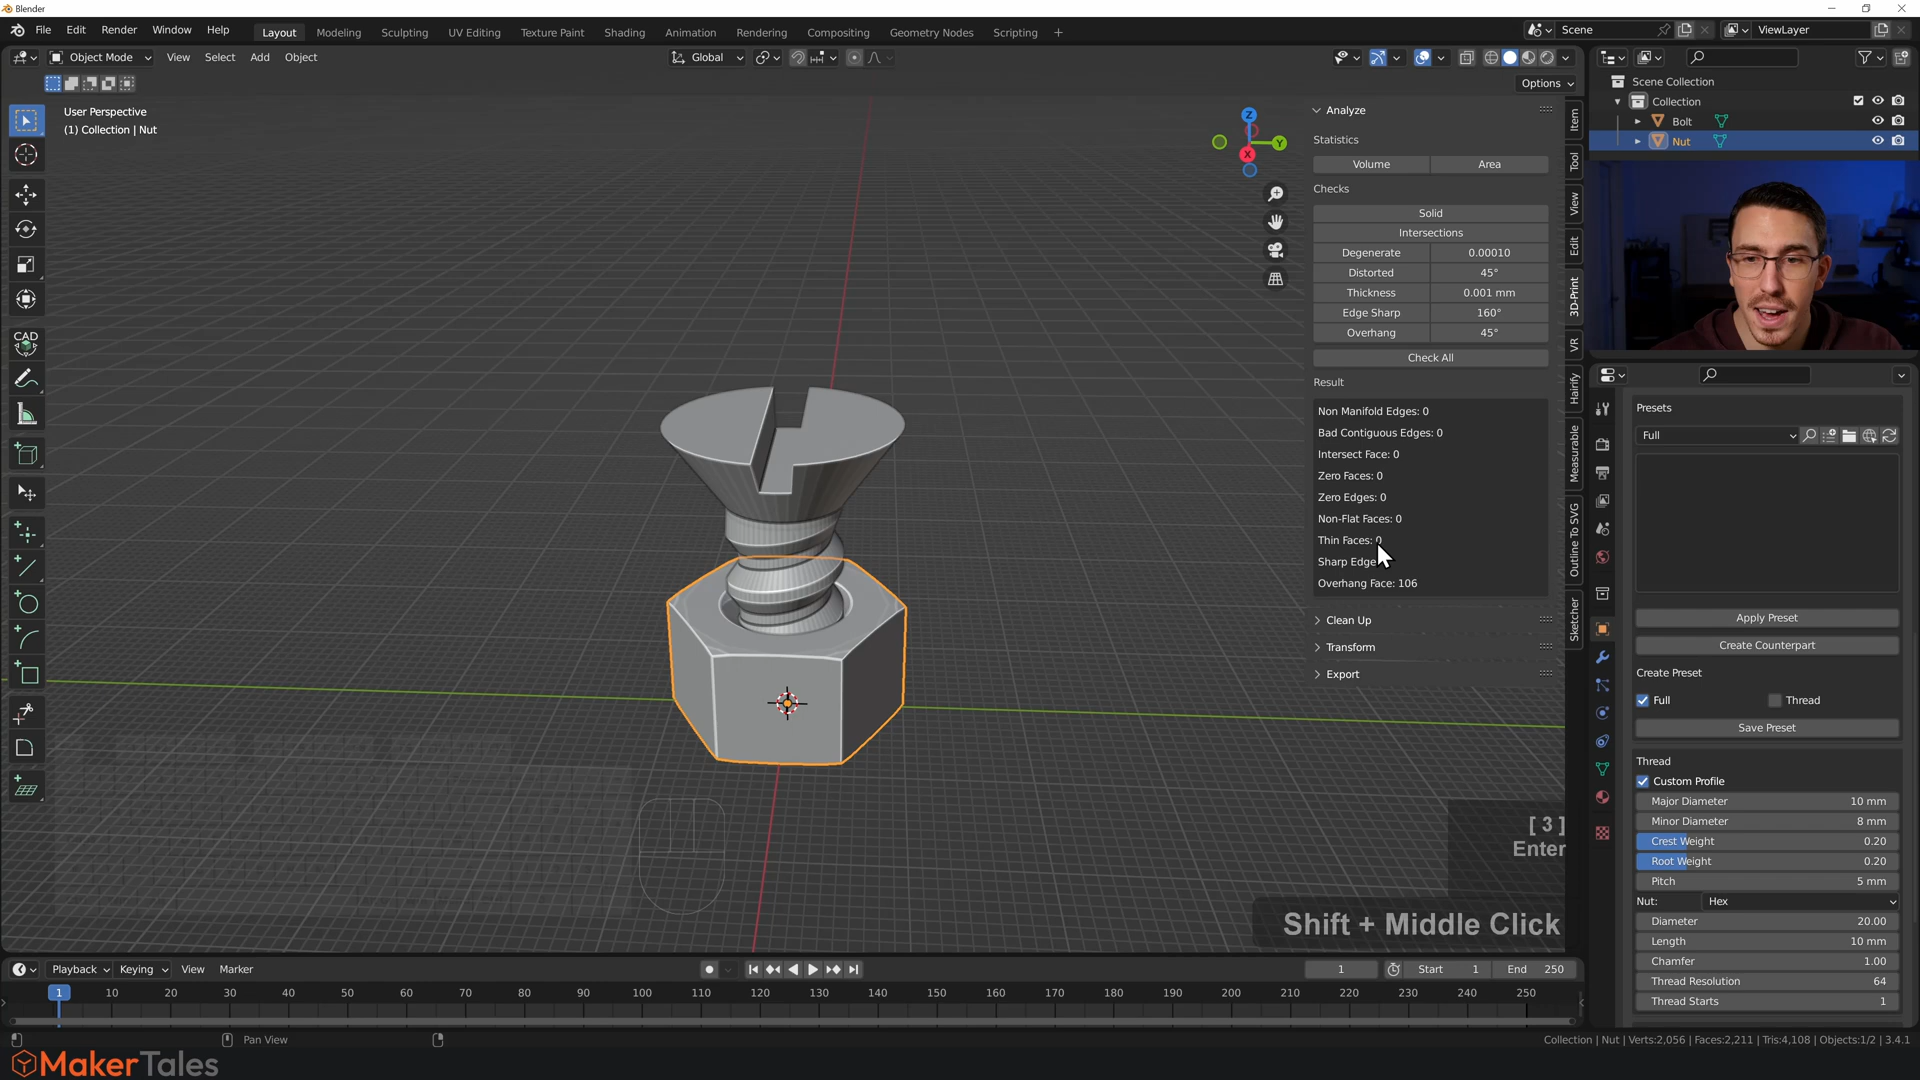 Blender
File Edit Render Window Help
Layout Modeling Sculpting UV Editing Texture Paint Shading Animation Rendering Compositing Geometry Nodes Scripting +
Scene
ViewLayer
Object Mode View Select Add Object
Global
Options
User Perspective
(1) Collection | Nut
CAD
Z
Y
X
Analyze
Statistics
Volume Area
Checks
Solid
Intersections
Degenerate 0.00010
Distorted 45°
Thickness 0.001 mm
Edge Sharp 160°
Overhang 45°
Check All
Result
Non Manifold Edges: 0
Bad Contiguous Edges: 0
Intersect Face: 0
Zero Faces: 0
Zero Edges: 0
Non-Flat Faces: 0
Thin Faces: 0
Sharp Edge
Overhang Face: 106
Clean Up
Transform
Export
Item
Tool
View
Edit
3D-Print
VR
Hairify
Measurable
Outline To SVG
Sketcher
Scene Collection
Collection
Bolt
Nut
Presets
Full
Apply Preset
Create Counterpart
Create Preset
Full Thread
Save Preset
Thread
Custom Profile
Major Diameter 10 mm
Minor Diameter 8 mm
Crest Weight 0.20
Root Weight 0.20
Pitch 5 mm
Nut: Hex
Diameter 20.00
Length 10 mm
Chamfer 1.00
Thread Resolution 64
Thread Starts 1
[ 3 ]
Enter
Shift + Middle Click
Playback Keying View Marker
1 Start 1 End 250
1 10 20 30 40 50 60 70 80 90 100 110 120 130 140 150 160 170 180 190 200 210 220 230 240 250
Pan View
Collection | Nut | Verts:2,056 | Faces:2,211 | Tris:4,108 | Objects:1/2 | 3.4.1
MakerTales